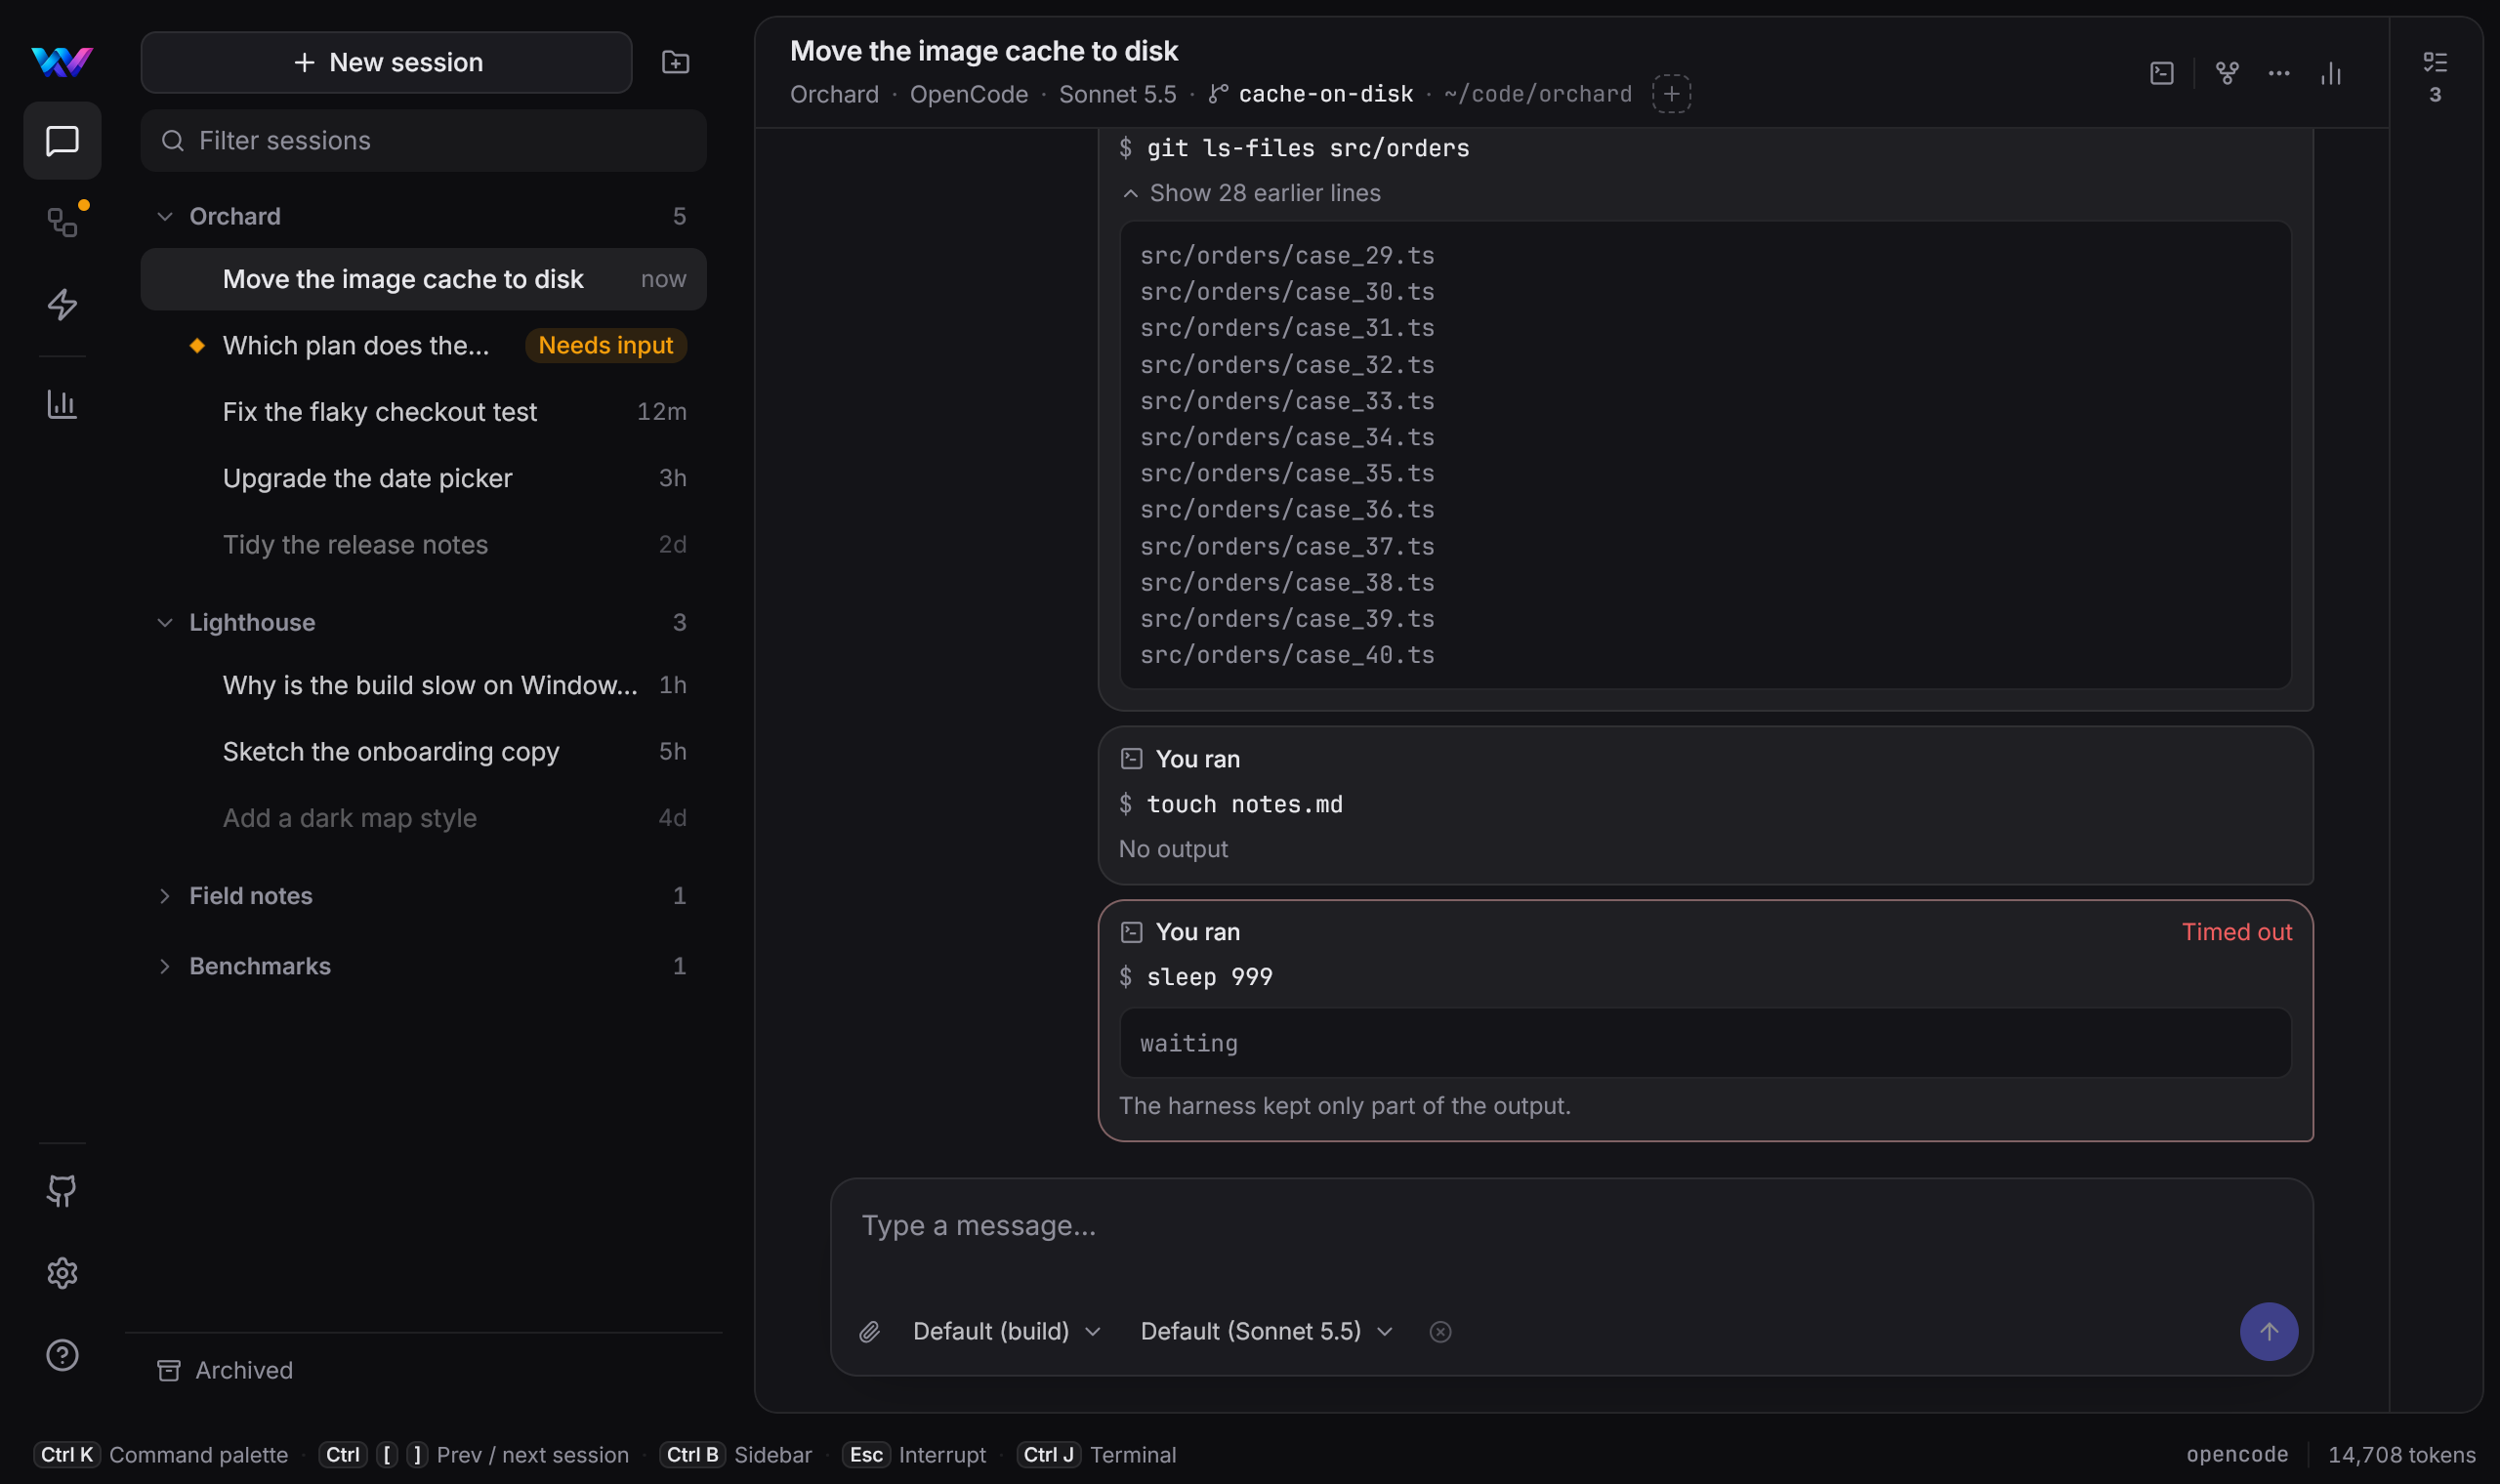 New session
Filter sessions
Orchard 5
Move the image cache to disk now
Which plan does the... Needs input
Fix the flaky checkout test 12m
Upgrade the date picker 3h
Tidy the release notes 2d
Lighthouse 3
Why is the build slow on Window... 1h
Sketch the onboarding copy 5h
Add a dark map style 4d
Field notes 1
Benchmarks 1
Archived
Move the image cache to disk
Orchard · OpenCode · Sonnet 5.5 · cache-on-disk · ~/code/orchard
3
$ git ls-files src/orders
Show 28 earlier lines
src/orders/case_29.ts
src/orders/case_30.ts
src/orders/case_31.ts
src/orders/case_32.ts
src/orders/case_33.ts
src/orders/case_34.ts
src/orders/case_35.ts
src/orders/case_36.ts
src/orders/case_37.ts
src/orders/case_38.ts
src/orders/case_39.ts
src/orders/case_40.ts
You ran
$ touch notes.md
No output
You ran Timed out
$ sleep 999
waiting
The harness kept only part of the output.
Type a message...
Default (build) Default (Sonnet 5.5)
Ctrl K Command palette · Ctrl [ ] Prev / next session · Ctrl B Sidebar · Esc Interrupt · Ctrl J Terminal
opencode 14,708 tokens